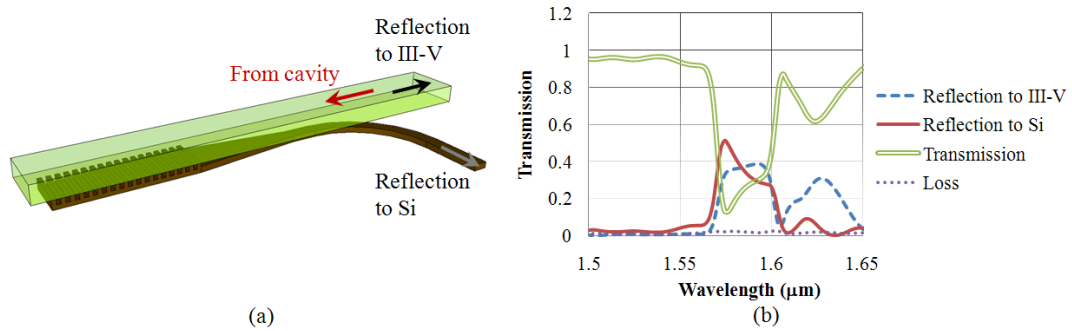 (a)
Reflection
to III-V
From cavity
Reflection
to Si
(a)
(b)
Transmission
1.2
1
0.8
0.6
0.4
0.2
0
1.5
1.55
1.6
1.65
Wavelength (μm)
Reflection to III-V
Reflection to Si
Transmission
Loss
(b)